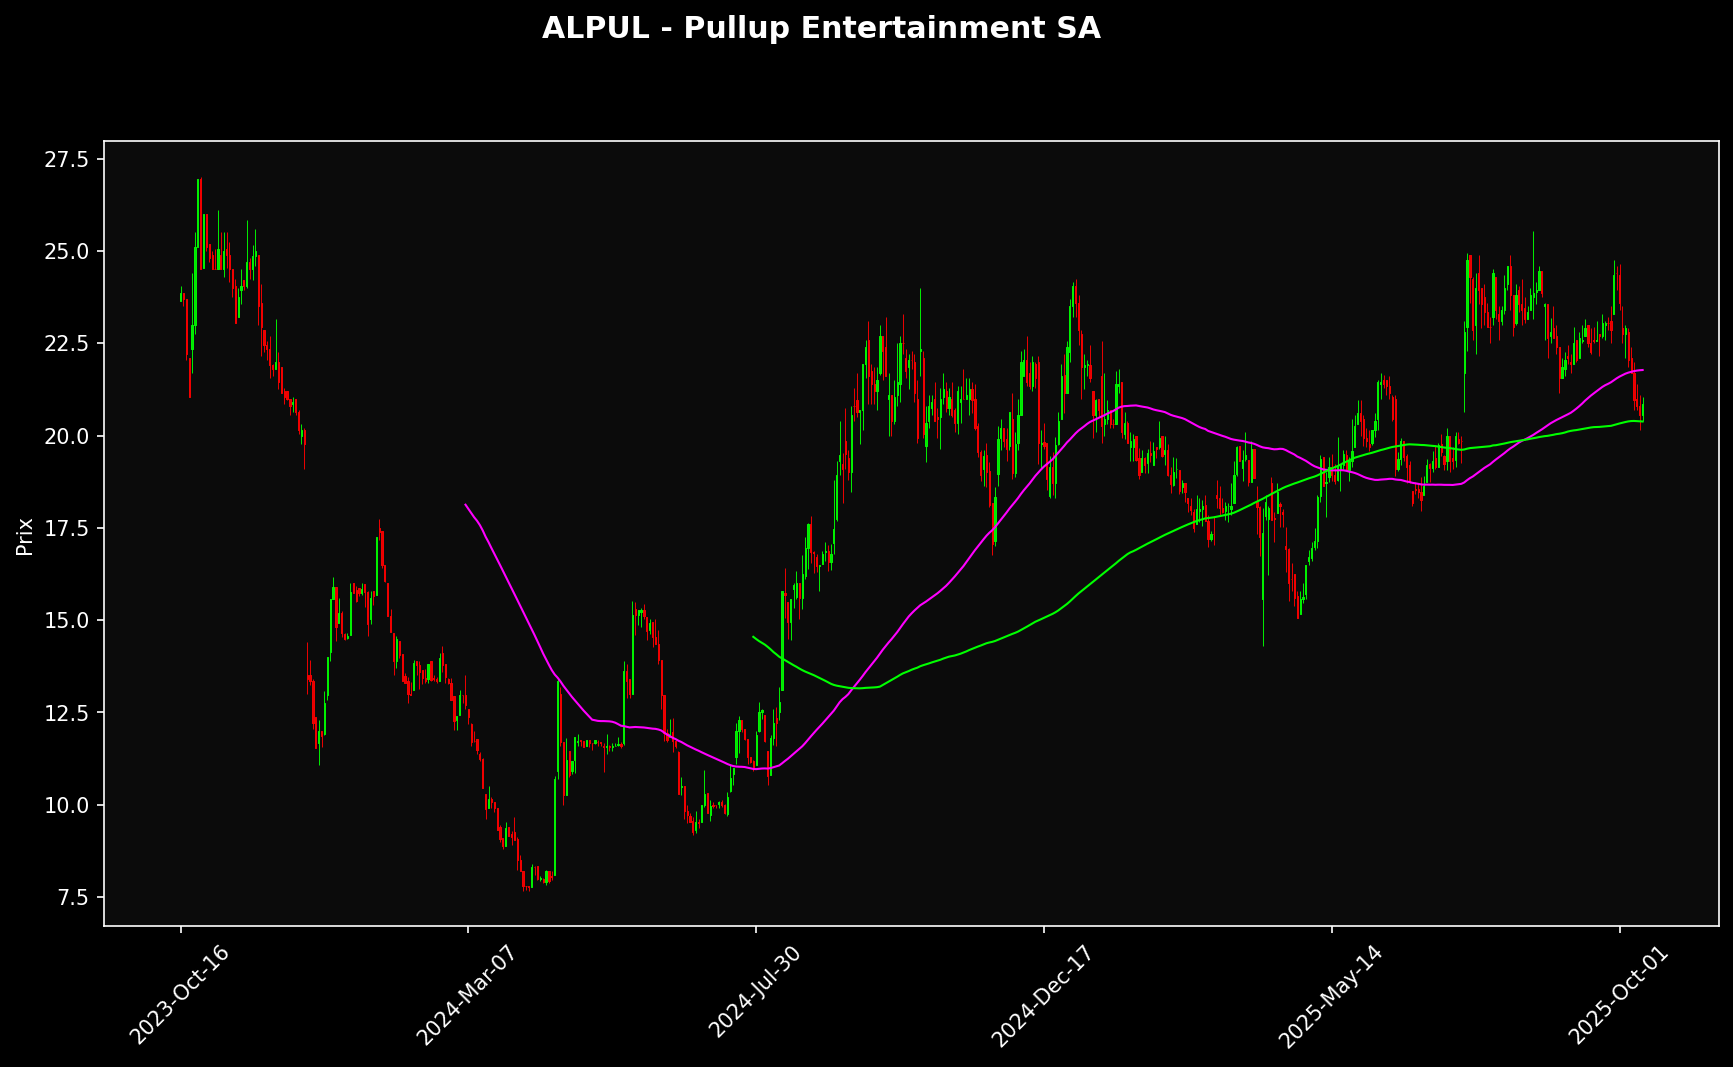 ALPUL - Pullup Entertainment SA
27.5
25.0
22.5
20.0
17.5
15.0
12.5
10.0
7.5
Prix
2023-Oct-16
2024-Mar-07
2024-Jul-30
2024-Dec-17
2025-May-14
2025-Oct-01